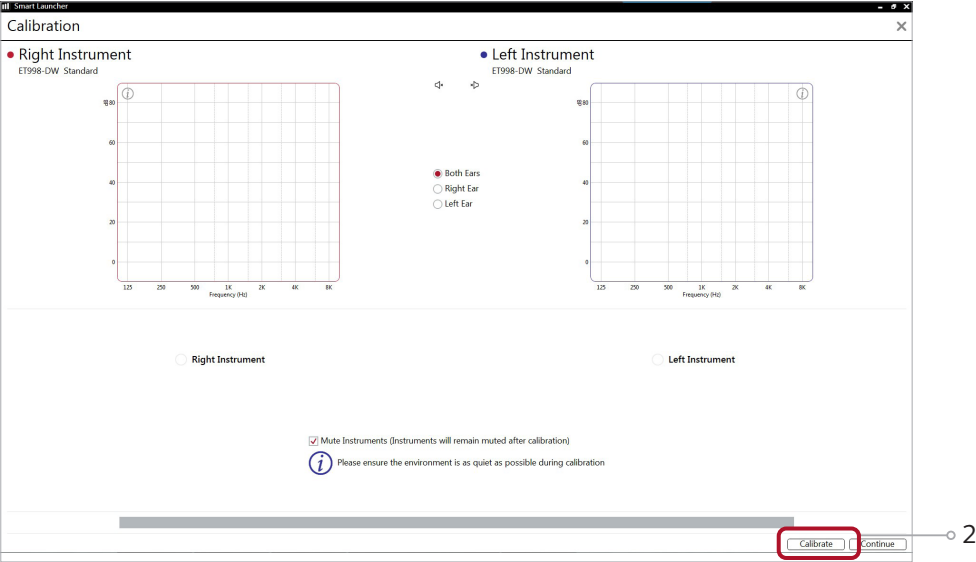 Smart Launcher
Calibration
Right Instrument
ET998-DW Standard
Left Instrument
ET998-DW Standard
dB
80
60
40
20
0
125 250 500 1K 2K 4K 8K
Frequency (Hz)
Both Ears
Right Ear
Left Ear
dB
80
60
40
20
0
125 250 500 1K 2K 4K 8K
Frequency (Hz)
Right Instrument
Left Instrument
Mute Instruments (Instruments will remain muted after calibration)
i Please ensure the environment is as quiet as possible during calibration
Calibrate
Continue
2